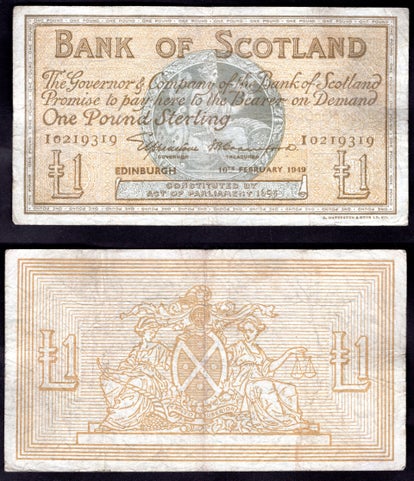 BANK OF SCOTLAND
The Governor & Company of the Bank of Scotland
Promise to pay here to the Bearer on Demand
One Pound Sterling
I 0219319 I 0219319
GOVERNOR TREASURER
EDINBURGH 10TH FEBRUARY 1949
£1 £1
CONSTITUTED BY
ACT OF PARLIAMENT 1695
£1 £1